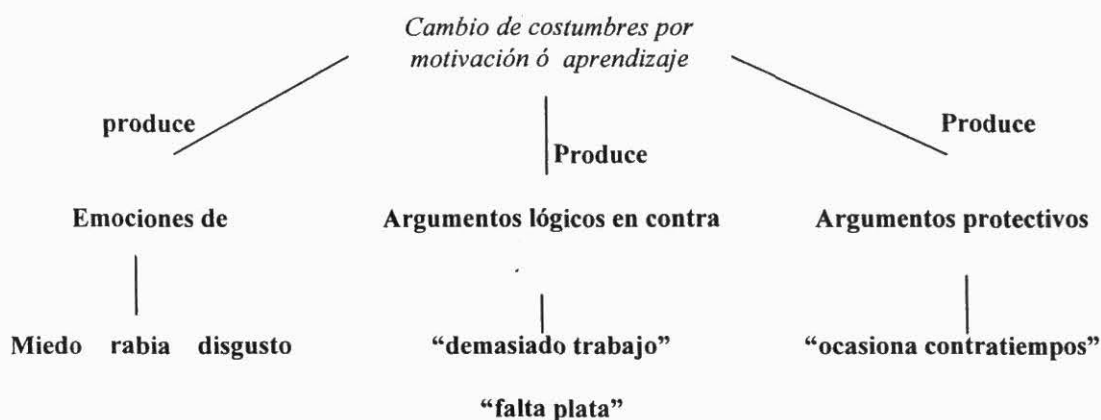 Cambio de costumbres por
motivación ó aprendizaje
produce
Produce
Produce
Emociones de
Argumentos lógicos en contra
Argumentos protectivos
Miedo rabia disgusto
“demasiado trabajo”
“ocasiona contratiempos”
“falta plata”